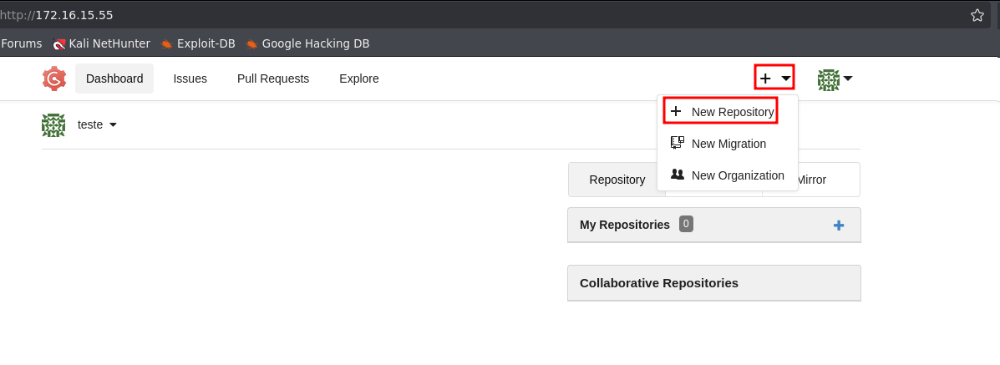 http://172.16.15.55
Forums Kali NetHunter Exploit-DB Google Hacking DB
Dashboard Issues Pull Requests Explore
teste
New Repository
New Migration
New Organization
Repository Mirror
My Repositories 0
Collaborative Repositories